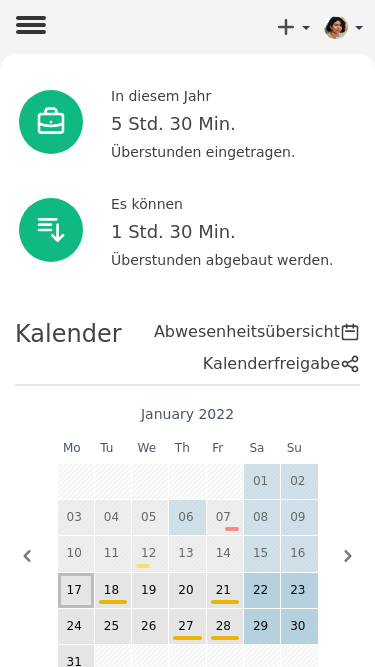 In diesem Jahr
5 Std. 30 Min.
Überstunden eingetragen.
Es können
1 Std. 30 Min.
Überstunden abgebaut werden.
Kalender
Abwesenheitsübersicht
Kalenderfreigabe
January 2022
Mo Tu We Th Fr Sa Su
01 02
03 04 05 06 07 08 09
10 11 12 13 14 15 16
17 18 19 20 21 22 23
24 25 26 27 28 29 30
31